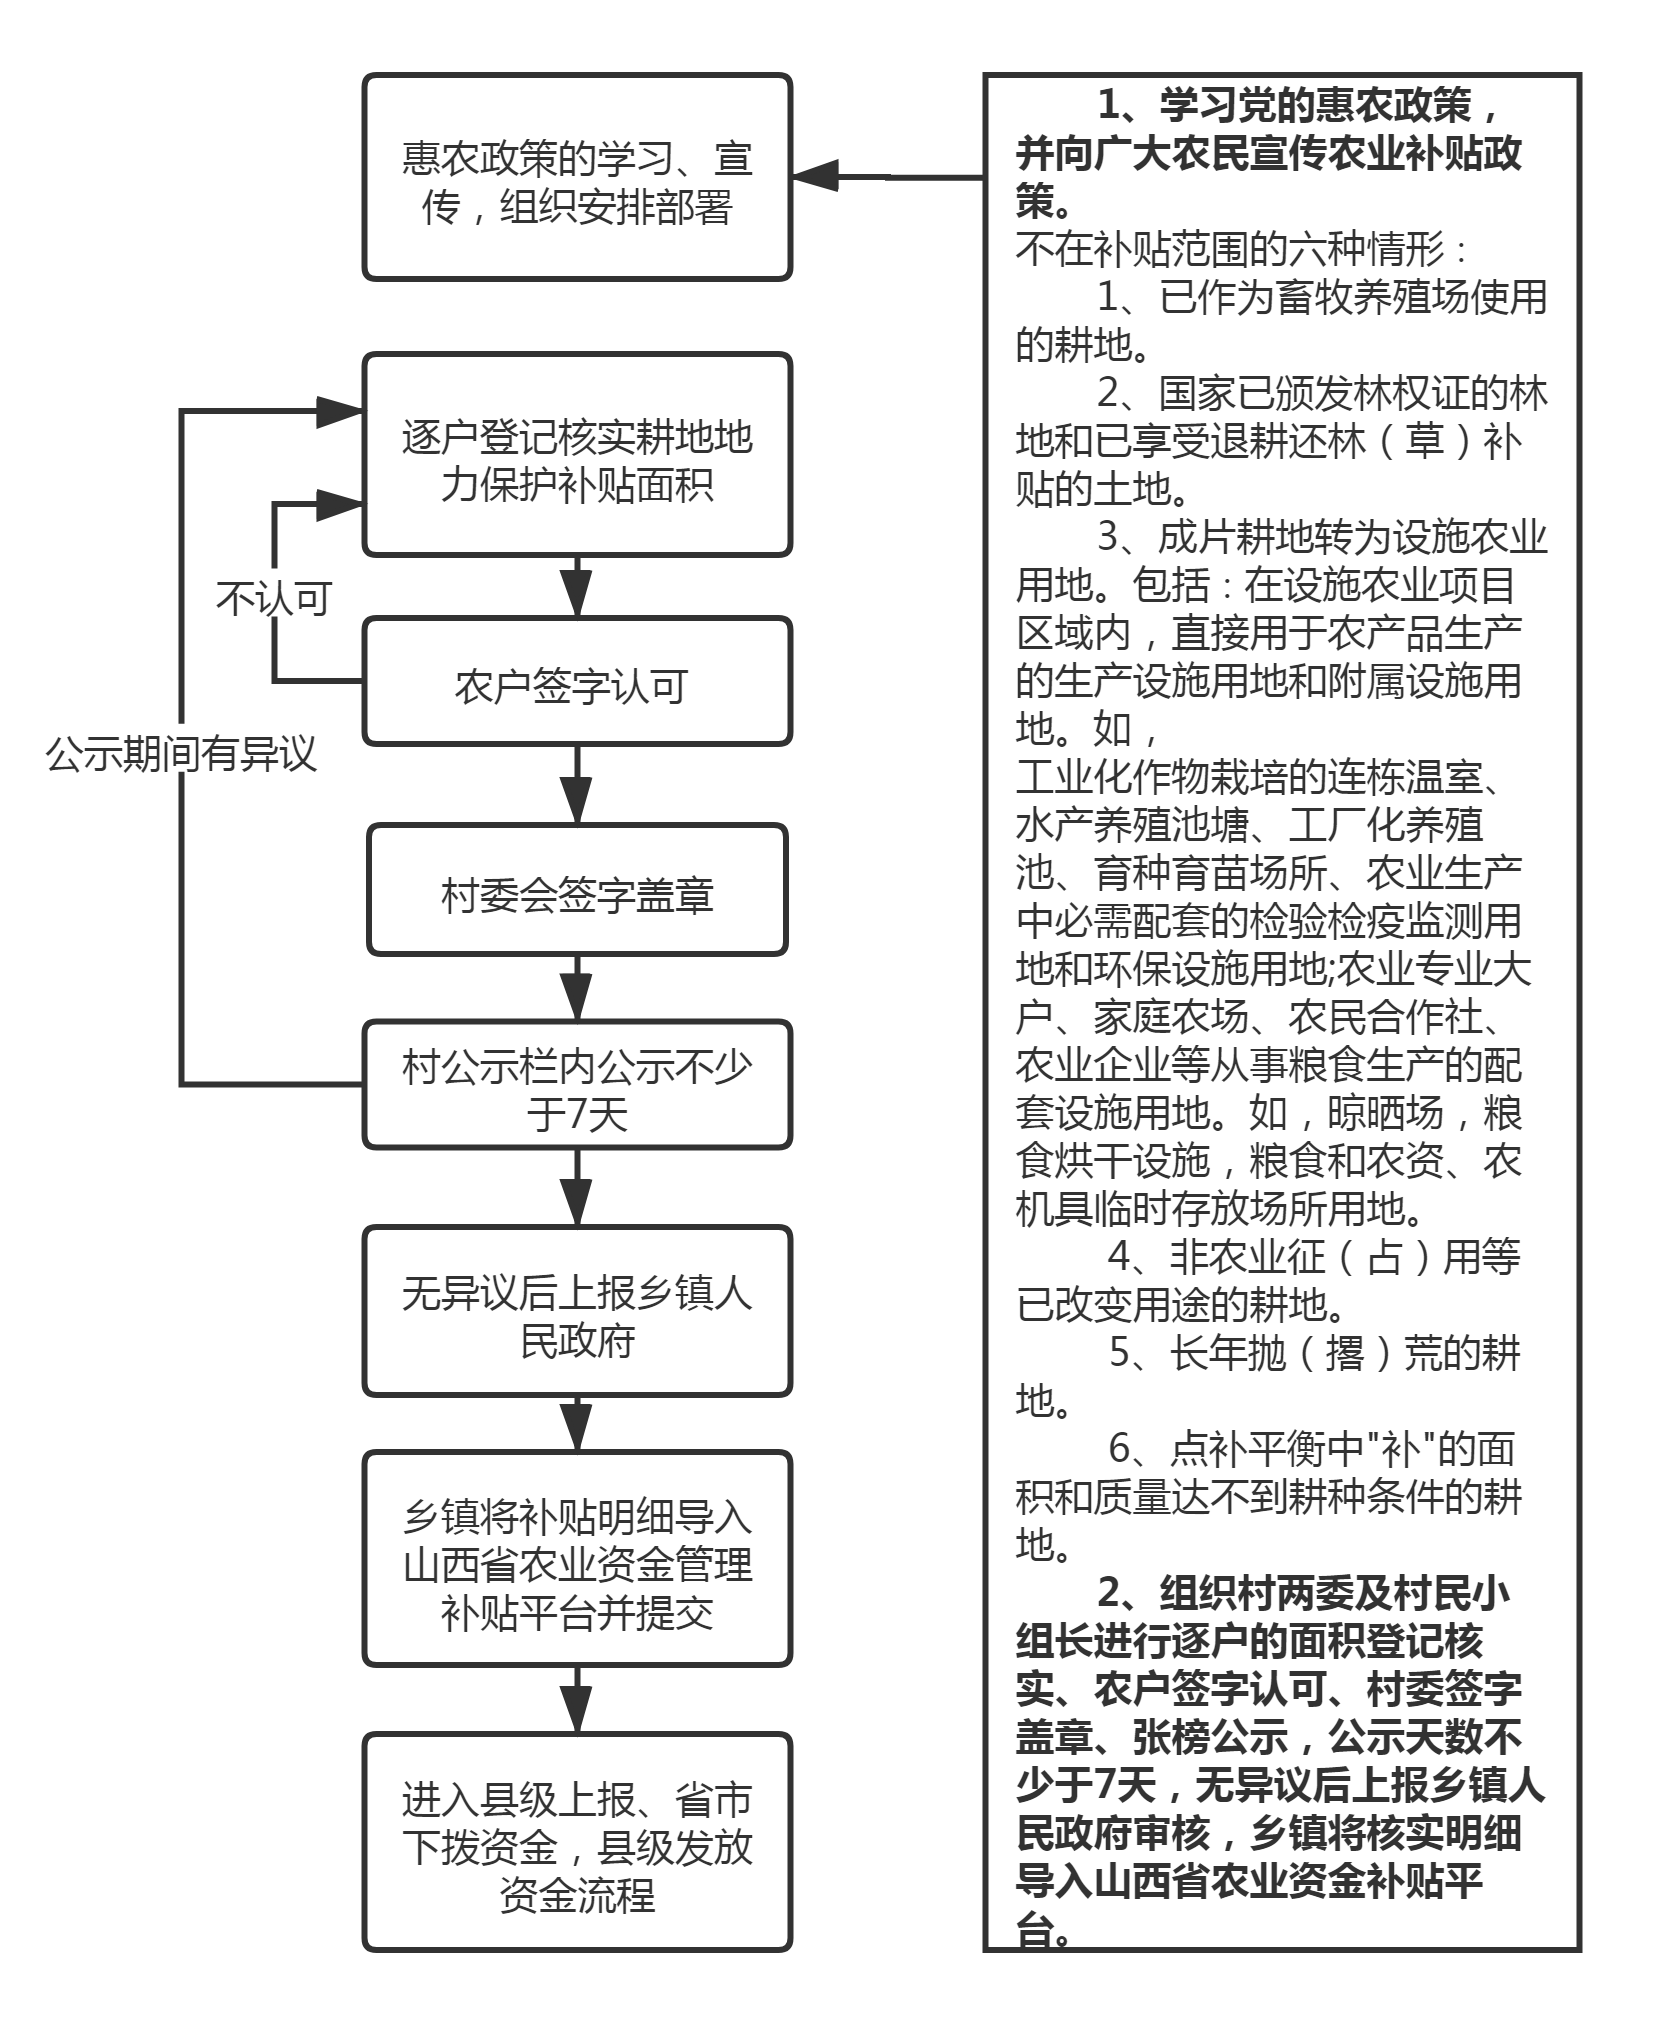 惠农政策的学习、宣
传，组织安排部署
逐户登记核实耕地地
力保护补贴面积
不认可
农户签字认可
公示期间有异议
村委会签字盖章
村公示栏内公示不少
于7天
无异议后上报乡镇人
民政府
乡镇将补贴明细导入
山西省农业资金管理
补贴平台并提交
进入县级上报、省市
下拨资金，县级发放
资金流程
1、学习党的惠农政策，
并向广大农民宣传农业补贴政
策。
不在补贴范围的六种情形：
1、已作为畜牧养殖场使用
的耕地。
2、国家已颁发林权证的林
地和已享受退耕还林（草）补
贴的土地。
3、成片耕地转为设施农业
用地。包括：在设施农业项目
区域内，直接用于农产品生产
的生产设施用地和附属设施用
地。如，
工业化作物栽培的连栋温室、
水产养殖池塘、工厂化养殖
池、育种育苗场所、农业生产
中必需配套的检验检疫监测用
地和环保设施用地;农业专业大
户、家庭农场、农民合作社、
农业企业等从事粮食生产的配
套设施用地。如，晾晒场，粮
食烘干设施，粮食和农资、农
机具临时存放场所用地。
4、非农业征（占）用等
已改变用途的耕地。
5、长年抛（撂）荒的耕
地。
6、点补平衡中"补"的面
积和质量达不到耕种条件的耕
地。
2、组织村两委及村民小
组长进行逐户的面积登记核
实、农户签字认可、村委签字
盖章、张榜公示，公示天数不
少于7天，无异议后上报乡镇人
民政府审核，乡镇将核实明细
导入山西省农业资金补贴平
台。